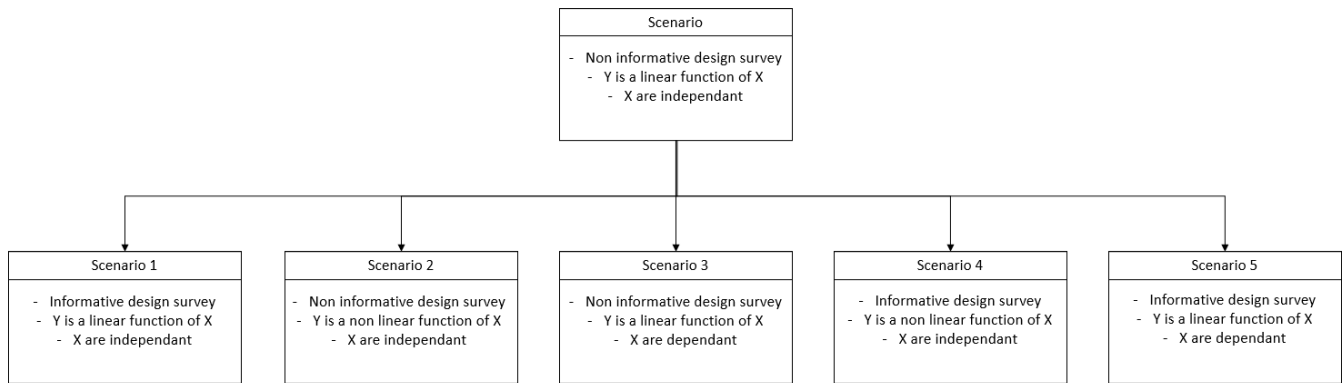 Scenario
- Non informative design survey
- Y is a linear function of X
- X are independant
Scenario 1
- Informative design survey
- Y is a linear function of X
- X are independant
Scenario 2
- Non informative design survey
- Y is a non linear function of X
- X are independant
Scenario 3
- Non informative design survey
- Y is a linear function of X
- X are dependant
Scenario 4
- Informative design survey
- Y is a non linear function of X
- X are independant
Scenario 5
- Informative design survey
- Y is a linear function of X
- X are dependant